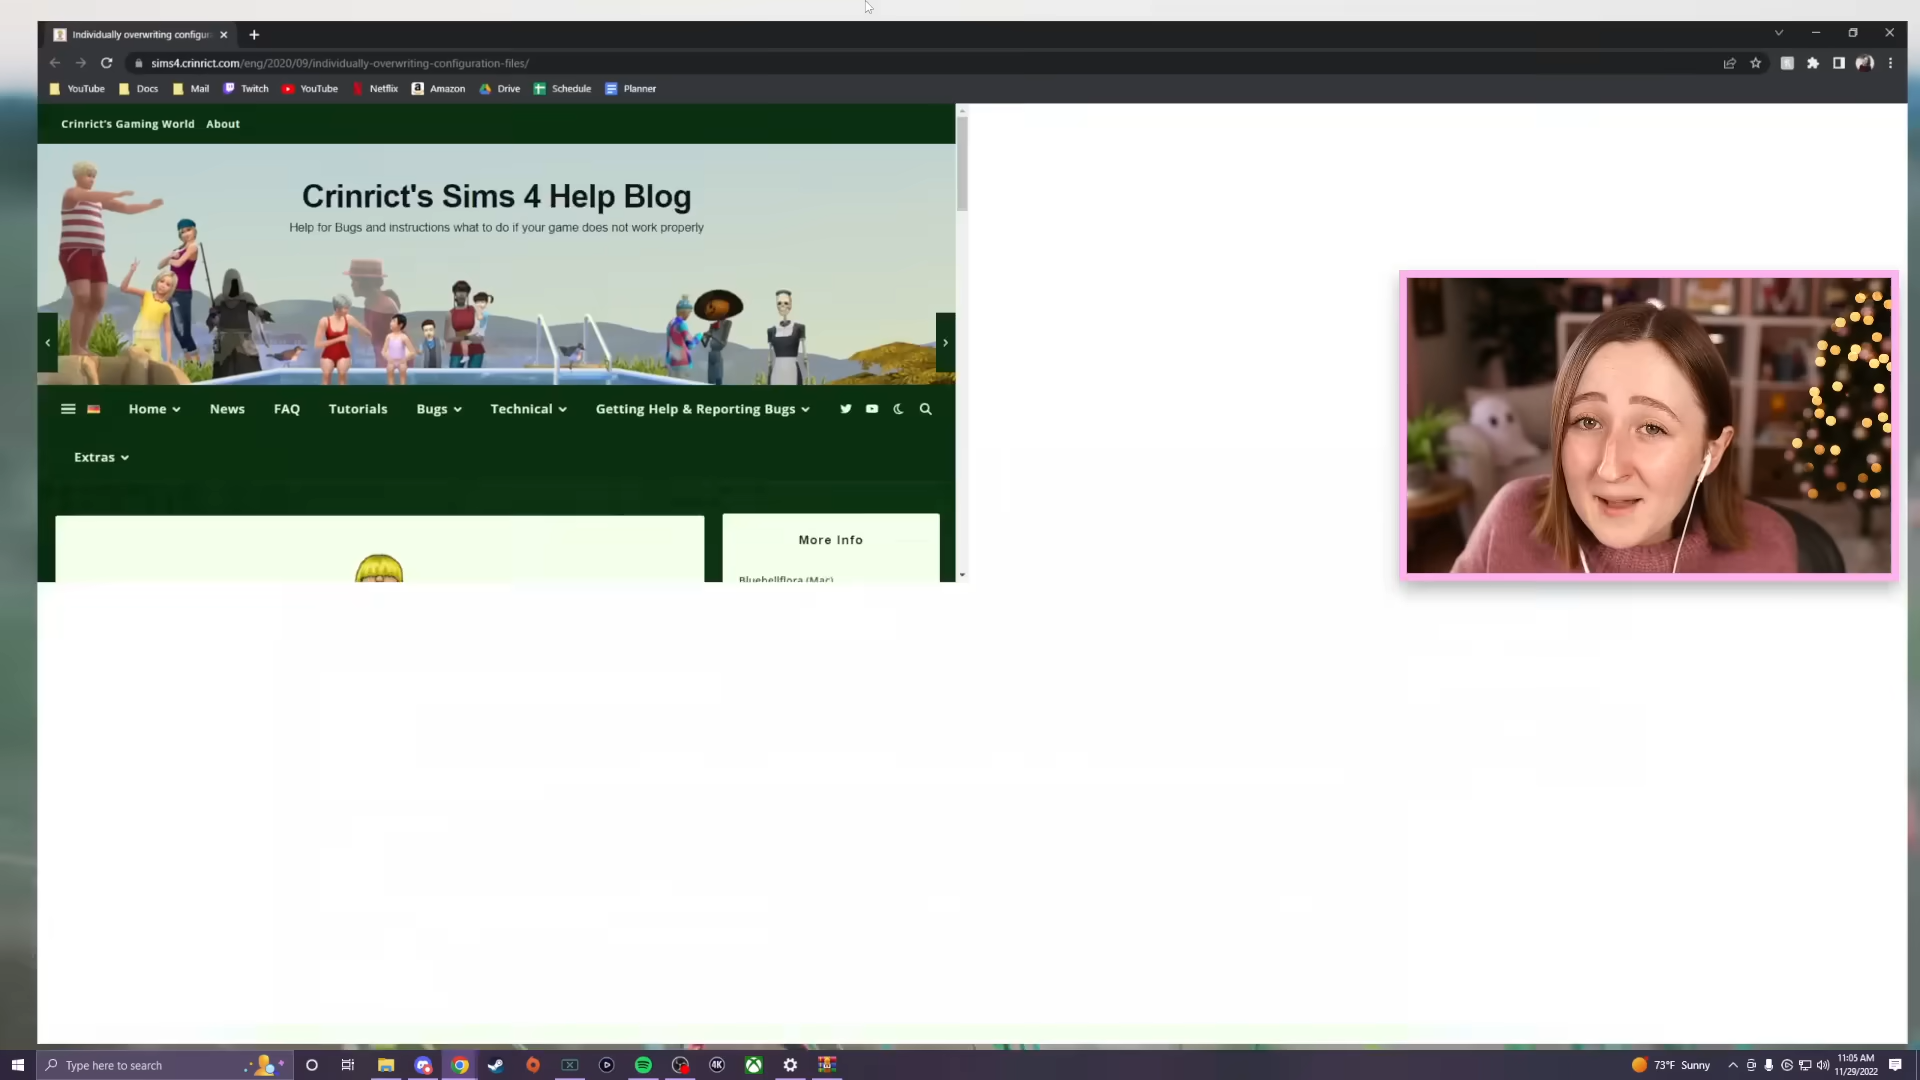 Individually overwriting configur
sims4.crinrict.com/eng/2020/09/individually-overwriting-configuration-files/
YouTube Docs Mail Twitch YouTube Netflix Amazon Drive Schedule Planner
Crinrict's Gaming World About
Crinrict's Sims 4 Help Blog
Help for Bugs and instructions what to do if your game does not work properly
Home News FAQ Tutorials Bugs Technical Getting Help & Reporting Bugs
Extras
More Info
Bluebellflora (Mac)
Type here to search
4K
73°F Sunny
11:05 AM
11/29/2022